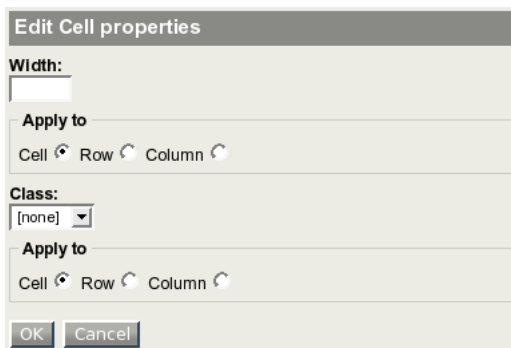 Edit Cell properties
Width:
Apply to
Cell Row Column
Class:
[none]
Apply to
Cell Row Column
OK Cancel